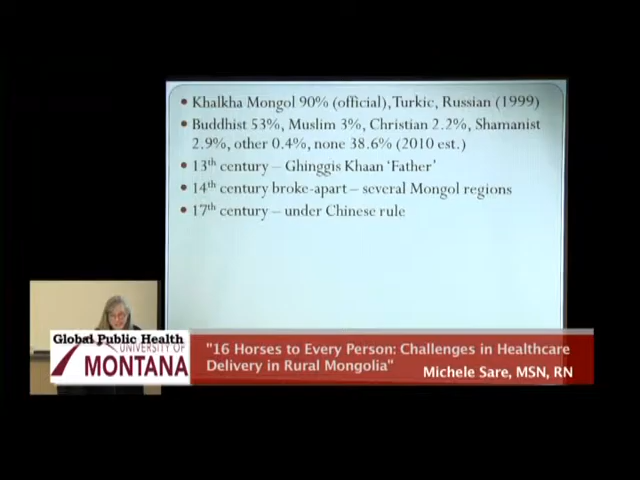 • Khalkha Mongol 90% (official), Turkic, Russian (1999)
• Buddhist 53%, Muslim 3%, Christian 2.2%, Shamanist
2.9%, other 0.4%, none 38.6% (2010 est.)
• 13th century – Ghinggis Khaan ‘Father’
• 14th century broke-apart – several Mongol regions
• 17th century – under Chinese rule
Global Public Health
UNIVERSITY OF
MONTANA
"16 Horses to Every Person: Challenges in Healthcare
Delivery in Rural Mongolia"
Michele Sare, MSN, RN